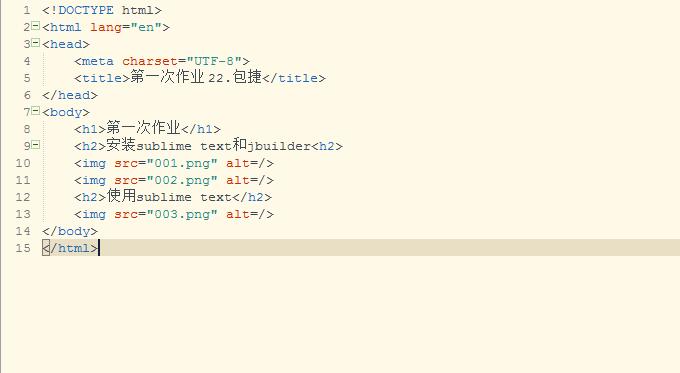 1 <!DOCTYPE html>
2 <html lang="en">
3 <head>
4 <meta charset="UTF-8">
5 <title>第一次作业 22.包捷</title>
6 </head>
7 <body>
8 <h1>第一次作业</h1>
9 <h2>安装sublime text和jbuilder<h2>
10 <img src="001.png" alt=/>
11 <img src="002.png" alt=/>
12 <h2>使用sublime text</h2>
13 <img src="003.png" alt=/>
14 </body>
15 </html>